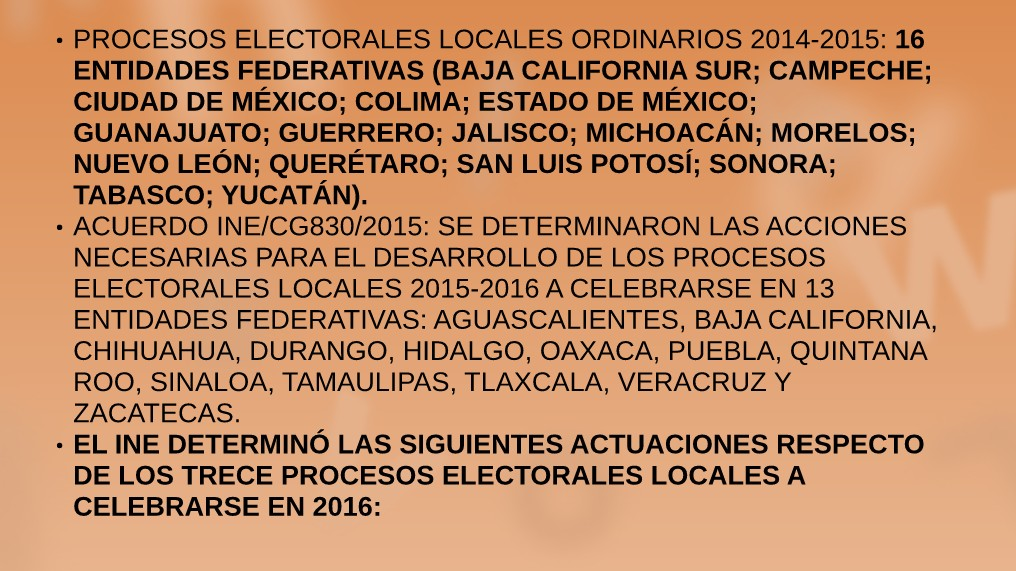 • PROCESOS ELECTORALES LOCALES ORDINARIOS 2014-2015: 16
ENTIDADES FEDERATIVAS (BAJA CALIFORNIA SUR; CAMPECHE;
CIUDAD DE MÉXICO; COLIMA; ESTADO DE MÉXICO;
GUANAJUATO; GUERRERO; JALISCO; MICHOACÁN; MORELOS;
NUEVO LEÓN; QUERÉTARO; SAN LUIS POTOSÍ; SONORA;
TABASCO; YUCATÁN).
• ACUERDO INE/CG830/2015: SE DETERMINARON LAS ACCIONES
NECESARIAS PARA EL DESARROLLO DE LOS PROCESOS
ELECTORALES LOCALES 2015-2016 A CELEBRARSE EN 13
ENTIDADES FEDERATIVAS: AGUASCALIENTES, BAJA CALIFORNIA,
CHIHUAHUA, DURANGO, HIDALGO, OAXACA, PUEBLA, QUINTANA
ROO, SINALOA, TAMAULIPAS, TLAXCALA, VERACRUZ Y
ZACATECAS.
• EL INE DETERMINÓ LAS SIGUIENTES ACTUACIONES RESPECTO
DE LOS TRECE PROCESOS ELECTORALES LOCALES A
CELEBRARSE EN 2016: